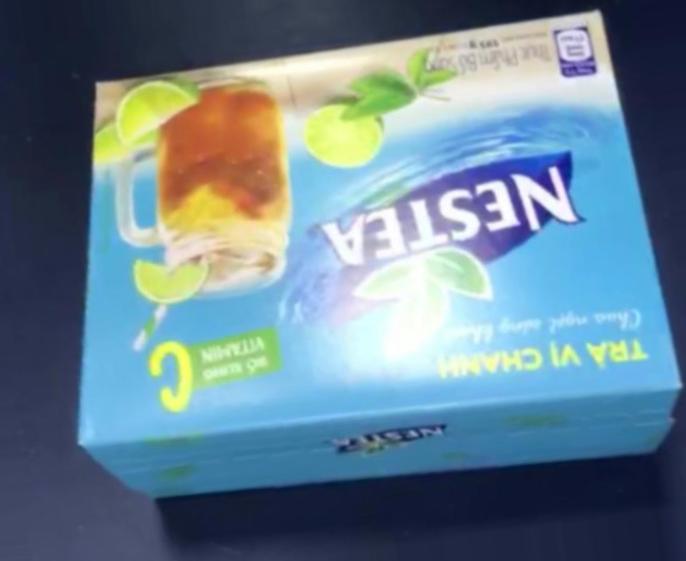 TRÀ VỊ CHANH
Chua ngọt sảng khoái
BỔ SUNG
VITAMIN
C
NESTEA
Thực Phẩm Bổ Sung
NESTEA